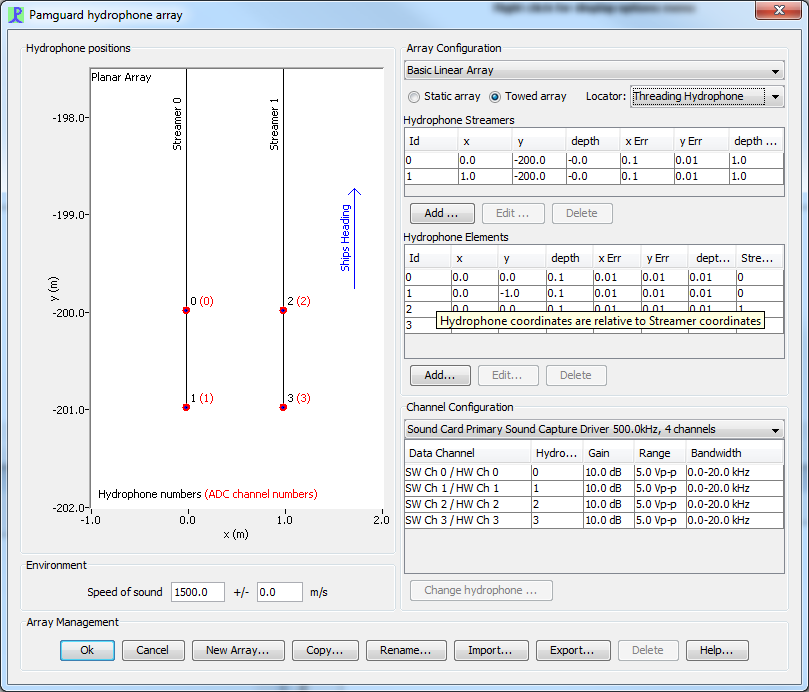 Pamguard hydrophone array
Hydrophone positions
Planar Array
Streamer 0
Streamer 1
-198.0
-199.0
-200.0
-201.0
-202.0
y (m)
Ships Heading
0 (0)
2 (2)
1 (1)
3 (3)
Hydrophone numbers (ADC channel numbers)
-1.0 0.0 1.0 2.0
x (m)
Environment
Speed of sound 1500.0 +/- 0.0 m/s
Array Configuration
Basic Linear Array
Static array Towed array Locator: Threading Hydrophone
Hydrophone Streamers
Id x y depth x Err y Err depth ...
0 0.0 -200.0 -0.0 0.1 0.01 1.0
1 1.0 -200.0 -0.0 0.1 0.01 1.0
Add ... Edit ... Delete
Hydrophone Elements
Id x y depth x Err y Err dept... Stre...
0 0.0 0.0 0.1 0.01 0.01 0.01 0
1 0.0 -1.0 0.1 0.01 0.01 0.01 0
2
3
Hydrophone coordinates are relative to Streamer coordinates
Add... Edit... Delete
Channel Configuration
Sound Card Primary Sound Capture Driver 500.0kHz, 4 channels
Data Channel Hydro... Gain Range Bandwidth
SW Ch 0 / HW Ch 0 0 10.0 dB 5.0 Vp-p 0.0-20.0 kHz
SW Ch 1 / HW Ch 1 1 10.0 dB 5.0 Vp-p 0.0-20.0 kHz
SW Ch 2 / HW Ch 2 2 10.0 dB 5.0 Vp-p 0.0-20.0 kHz
SW Ch 3 / HW Ch 3 3 10.0 dB 5.0 Vp-p 0.0-20.0 kHz
Change hydrophone ...
Array Management
Ok Cancel New Array... Copy... Rename... Import... Export... Delete Help...